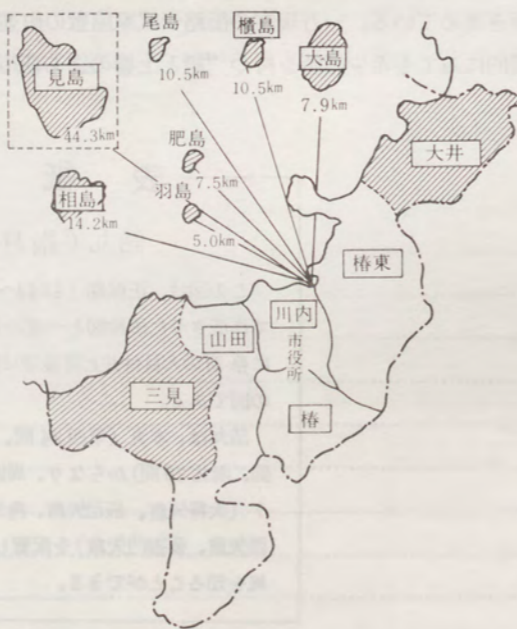 尾島
櫃島
大島
見島
10.5km
10.5km
7.9km
44.3km
大井
肥島
7.5km
羽島
相島
14.2km
5.0km
椿東
川内
山田
市役所
三見
椿